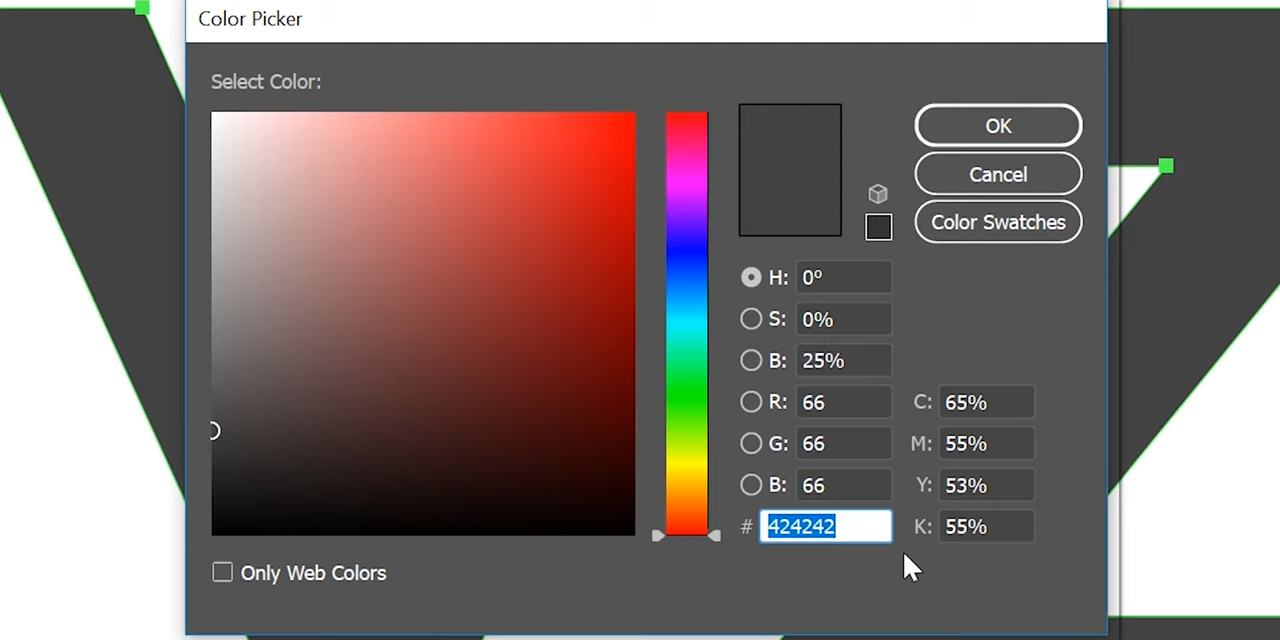 Color Picker
Select Color:
OK
Cancel
Color Swatches
H: 0º
S: 0%
B: 25%
R: 66 C: 65%
G: 66 M: 55%
B: 66 Y: 53%
# 424242 K: 55%
Only Web Colors